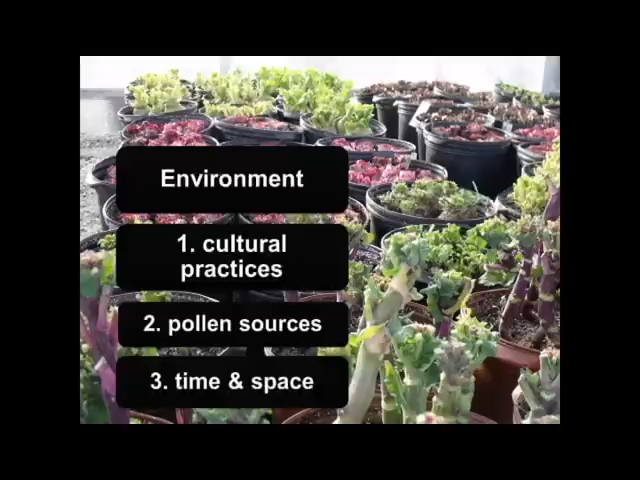 Environment
1. cultural
practices
2. pollen sources
3. time & space